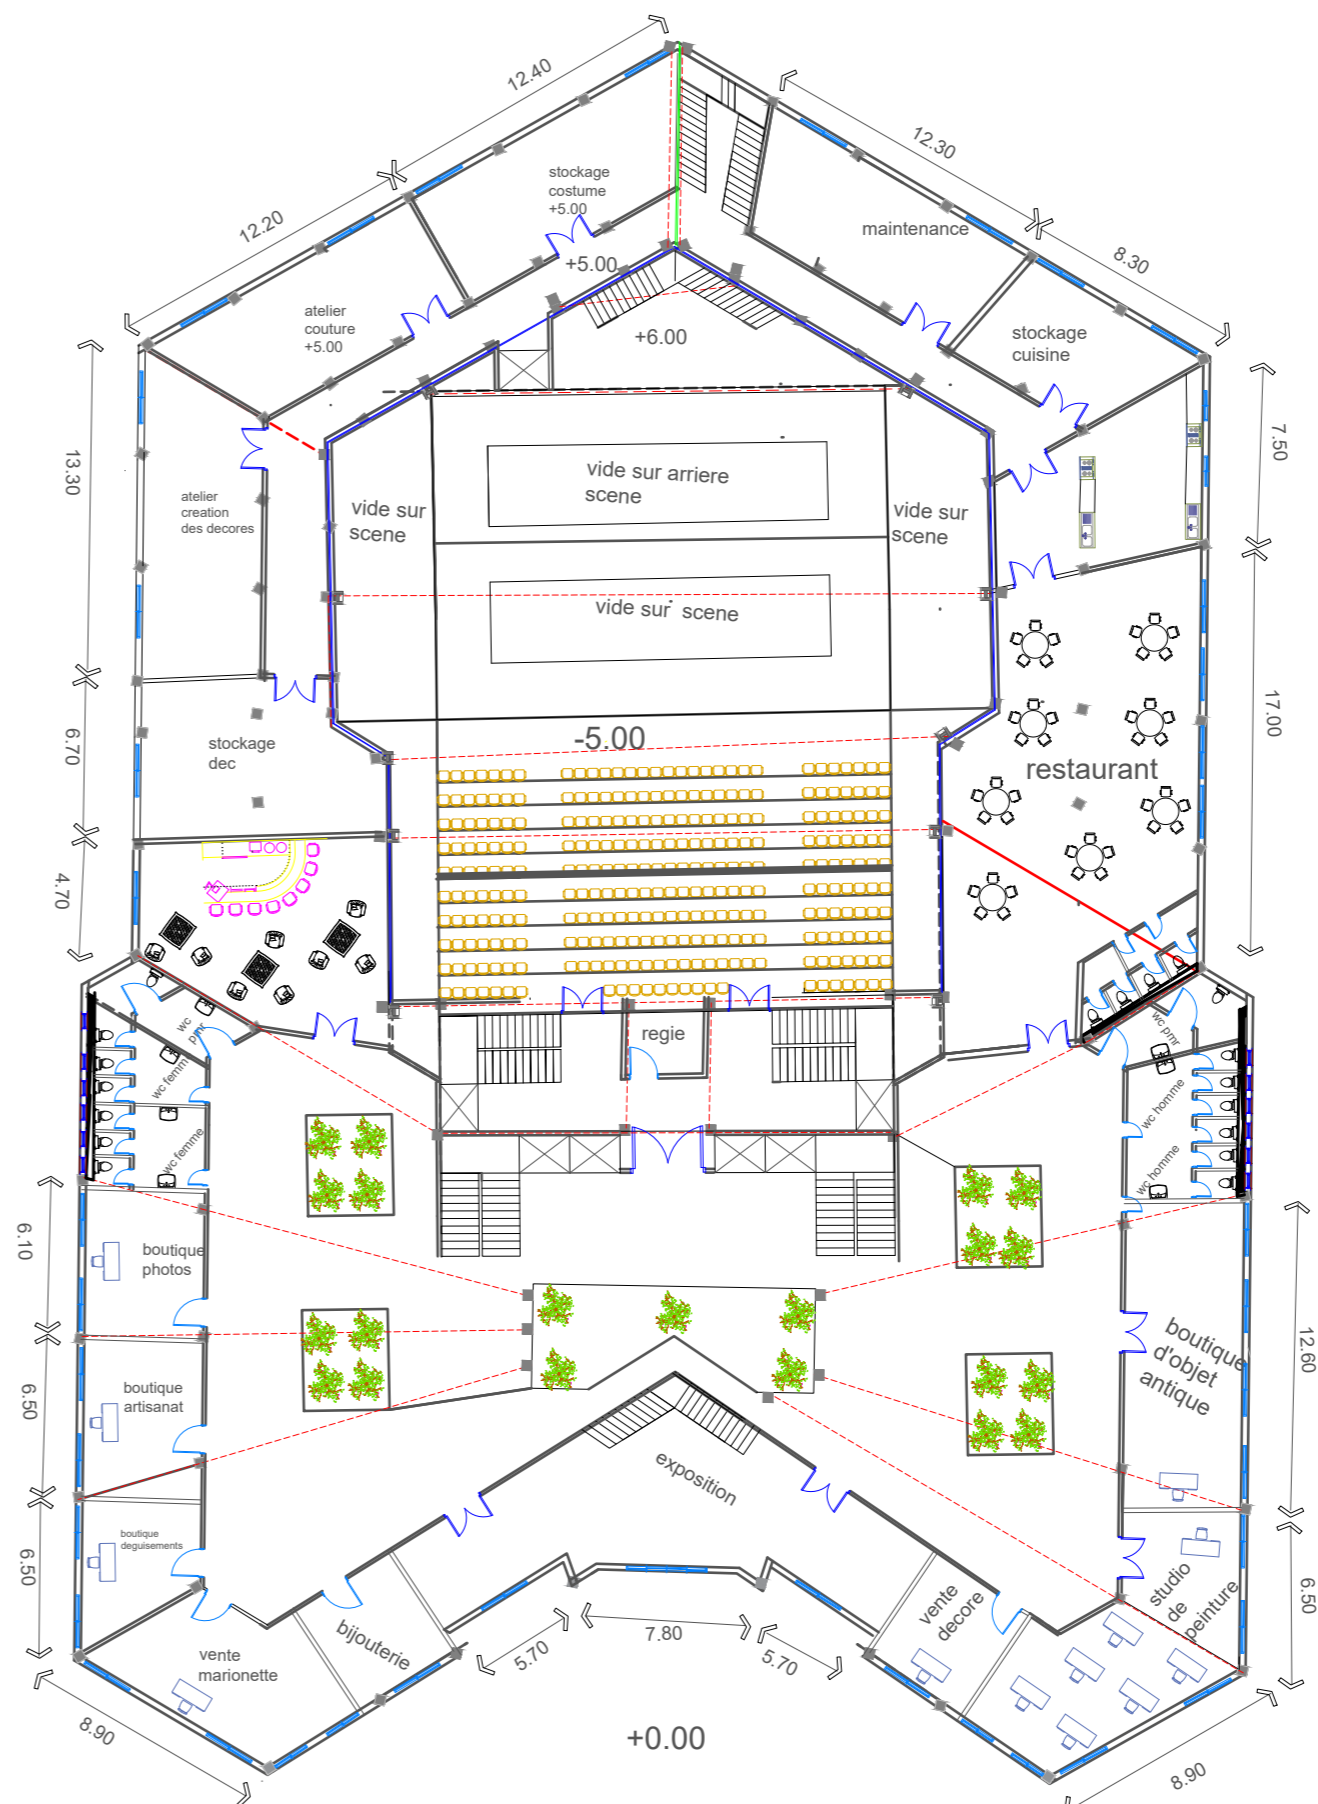 12.40
12.20
12.30
8.30
stockage
costume
+5.00
+5.00
maintenance
atelier
couture
+5.00
+6.00
stockage
cuisine
13.30
7.50
atelier
creation
des decores
vide sur
scene
vide sur arriere
scene
vide sur
scene
vide sur scene
17.00
6.70
stockage
dec
-5.00
restaurant
4.70
wc
pmr
wc femm
wc femme
regie
wc pmr
wc homme
wc homme
6.10
boutique
photos
6.50
boutique
artisanat
boutique
d'objet
antique
12.60
exposition
6.50
boutique
deguisements
studio
de
peinture
6.50
vente
marionette
bijouterie
vente
decore
5.70
7.80
5.70
8.90
+0.00
8.90